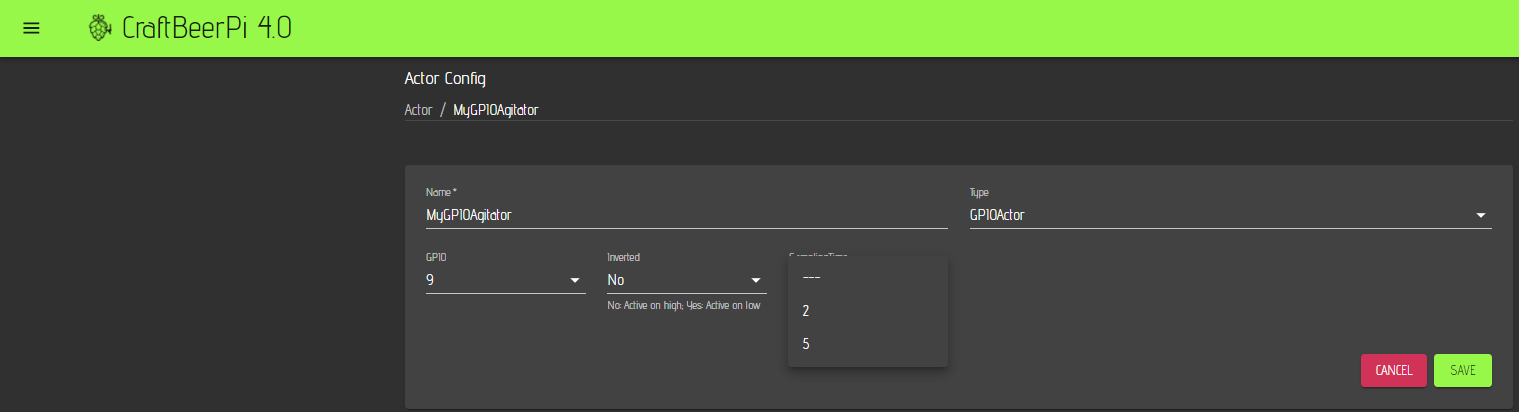 CraftBeerPi 4.0
Actor Config
Actor / MyGPIOAgitator
Name *
Type
MyGPIOAgitator
GPIOActor
GPIO
Inverted
9
No
No: Active on high; Yes: Active on low
---
2
5
CANCEL
SAVE